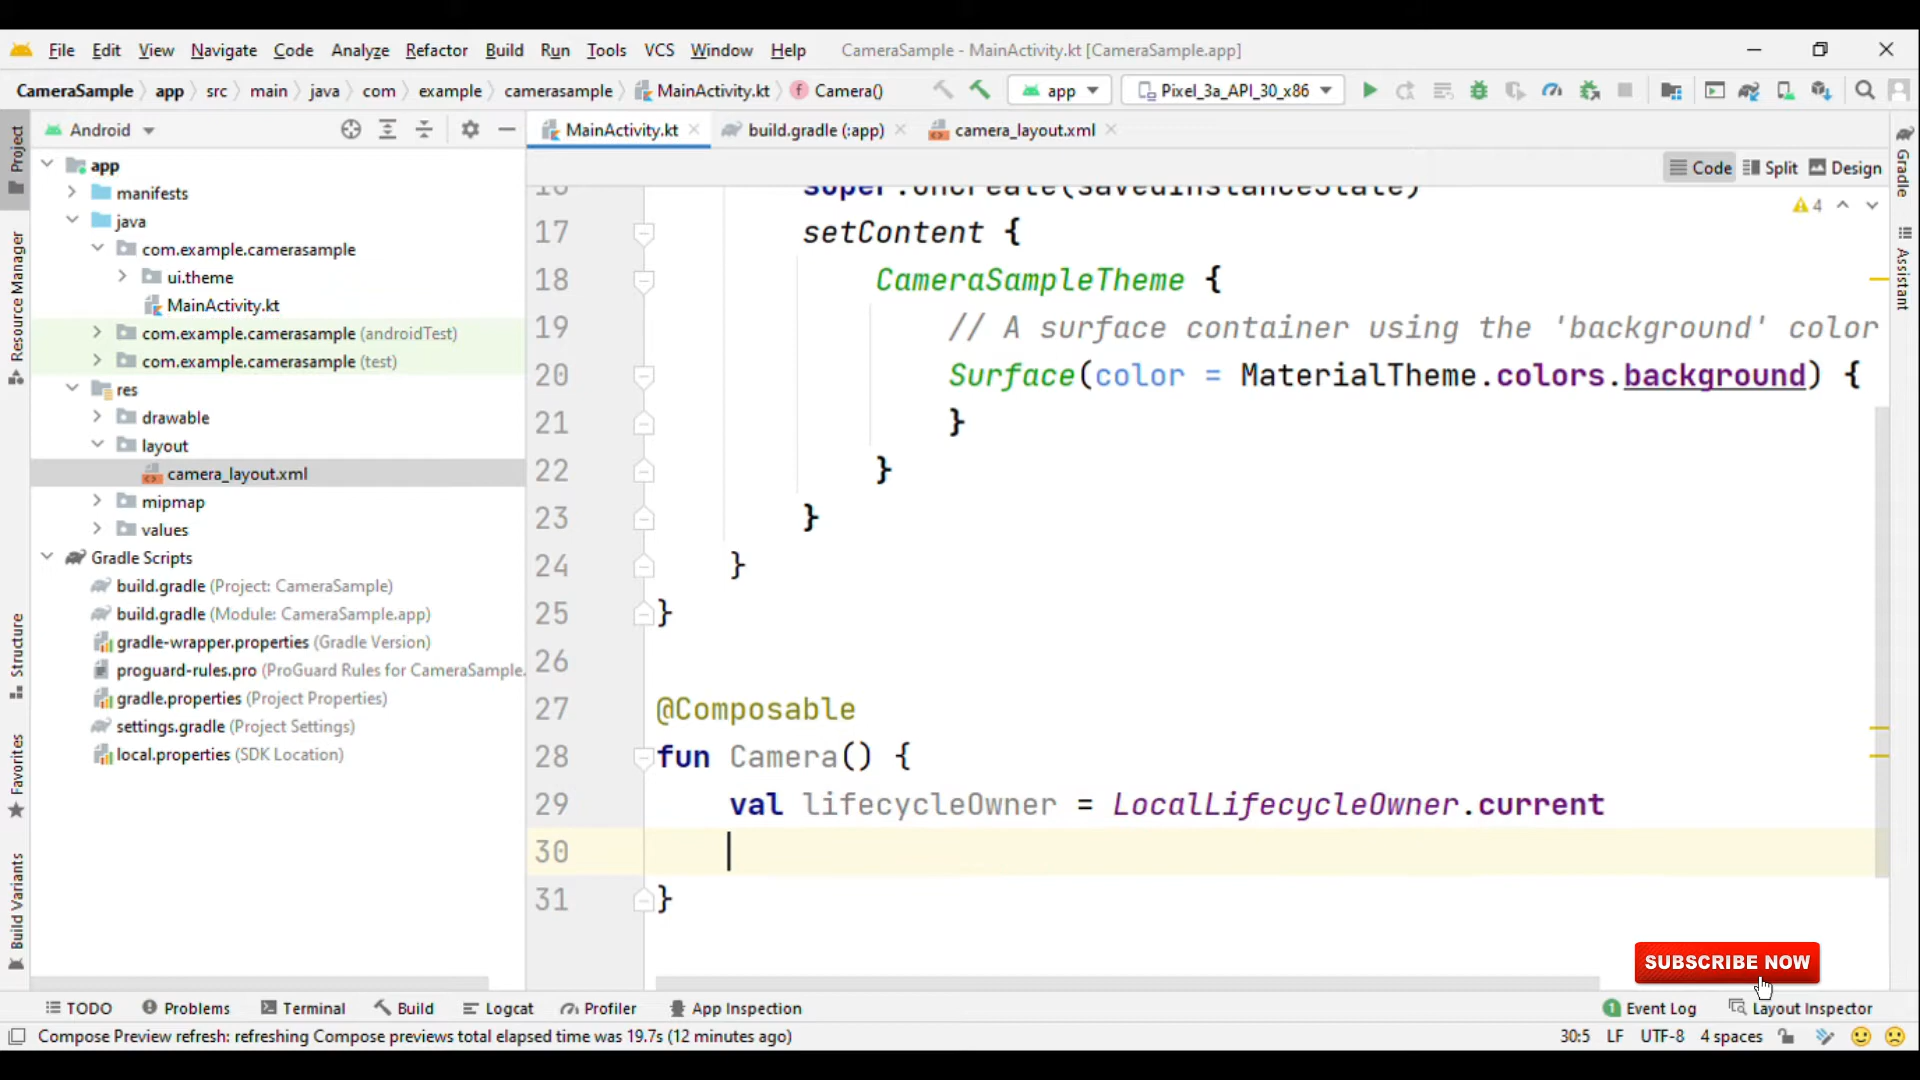 File Edit View Navigate Code Analyze Refactor Build Run Tools VCS Window Help CameraSample - MainActivity.kt [CameraSample.app]
CameraSample app src main java com example camerasample MainActivity.kt Camera() app Pixel_3a_API_30_x86
Android
MainActivity.kt build.gradle (:app) camera_layout.xml
Code Split Design
Project
Resource Manager
Structure
Favorites
Build Variants
Gradle
Assistant
app
manifests
java
com.example.camerasample
ui.theme
MainActivity.kt
com.example.camerasample (androidTest)
com.example.camerasample (test)
res
drawable
layout
camera_layout.xml
mipmap
values
Gradle Scripts
build.gradle (Project: CameraSample)
build.gradle (Module: CameraSample.app)
gradle-wrapper.properties (Gradle Version)
proguard-rules.pro (ProGuard Rules for CameraSample.
gradle.properties (Project Properties)
settings.gradle (Project Settings)
local.properties (SDK Location)
4
16 super.onCreate(savedInstanceState)
17 setContent {
18 CameraSampleTheme {
19 // A surface container using the 'background' color
20 Surface(color = MaterialTheme.colors.background) {
21 }
22 }
23 }
24 }
25 }
26
27 @Composable
28 fun Camera() {
29 val lifecycleOwner = LocalLifecycleOwner.current
30
31 }
SUBSCRIBE NOW
TODO Problems Terminal Build Logcat Profiler App Inspection 1 Event Log Layout Inspector
Compose Preview refresh: refreshing Compose previews total elapsed time was 19.7s (12 minutes ago) 30:5 LF UTF-8 4 spaces